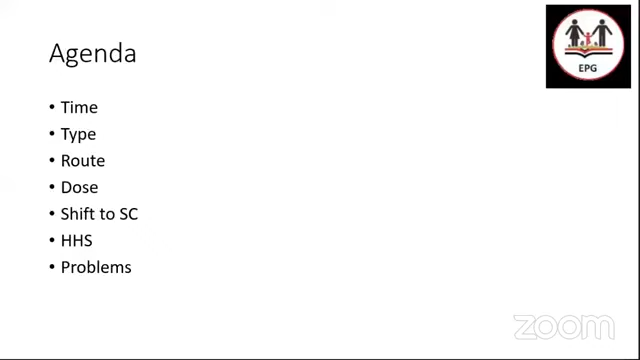 Agenda
EPG
• Time
• Type
• Route
• Dose
• Shift to SC
• HHS
• Problems
zoom